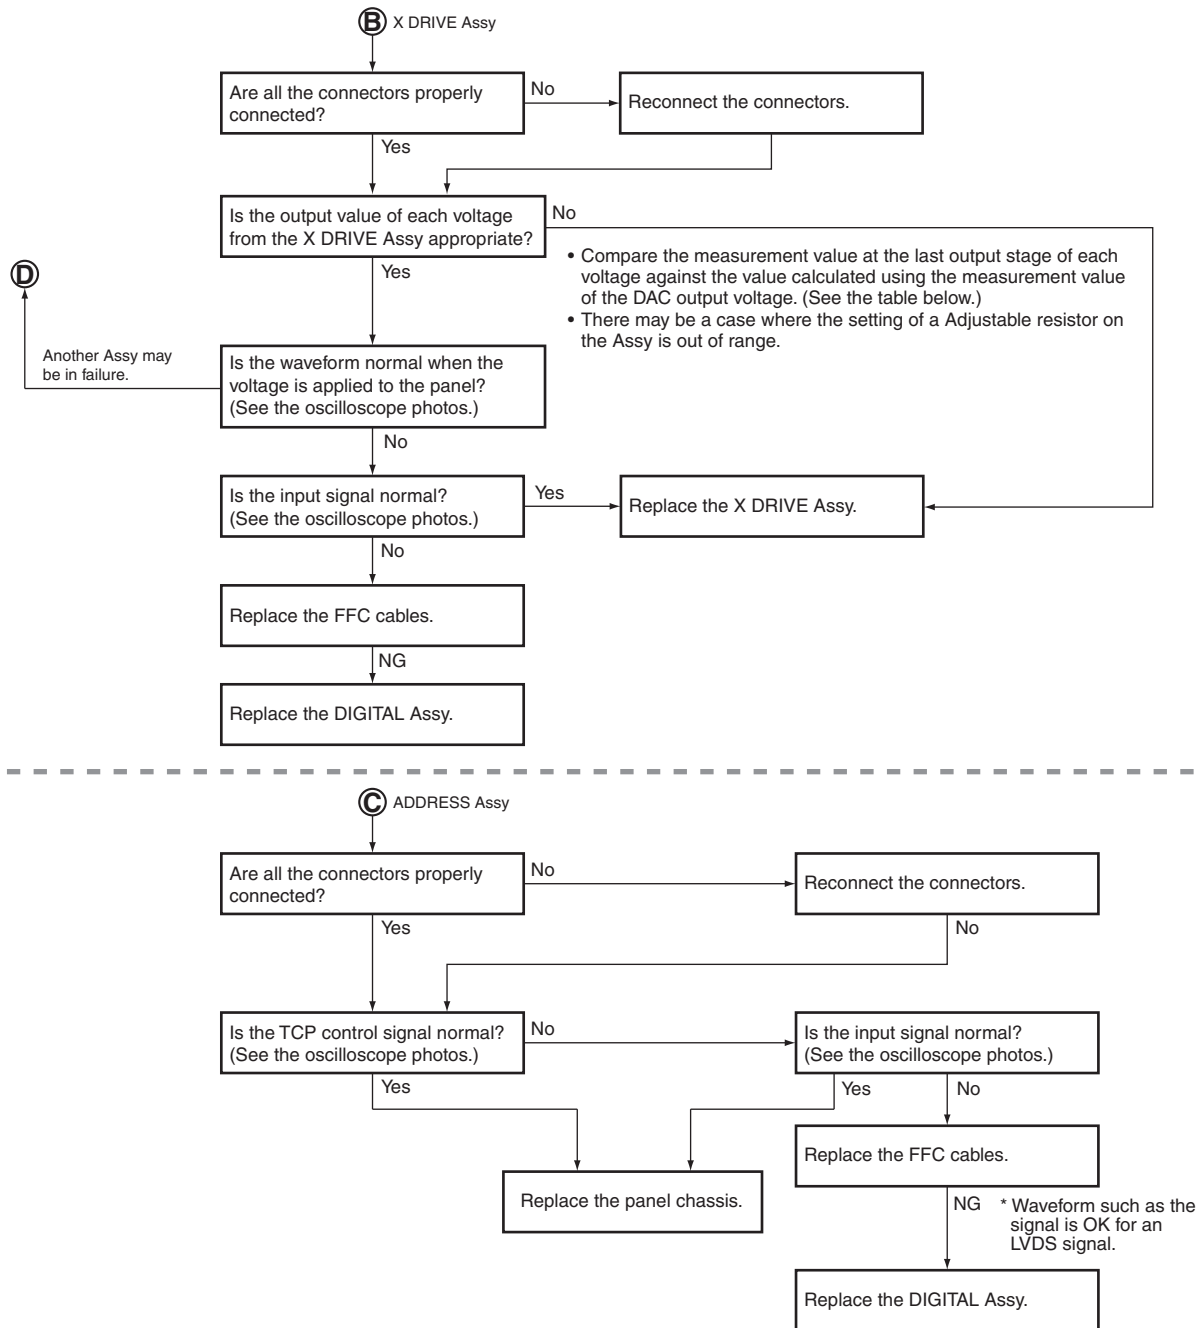 B X DRIVE Assy
Are all the connectors properly
connected?
No
Reconnect the connectors.
Yes
Is the output value of each voltage
from the X DRIVE Assy appropriate?
No
• Compare the measurement value at the last output stage of each
voltage against the value calculated using the measurement value
of the DAC output voltage. (See the table below.)
• There may be a case where the setting of a Adjustable resistor on
the Assy is out of range.
Yes
D
Another Assy may
be in failure.
Is the waveform normal when the
voltage is applied to the panel?
(See the oscilloscope photos.)
No
Is the input signal normal?
(See the oscilloscope photos.)
Yes
Replace the X DRIVE Assy.
No
Replace the FFC cables.
NG
Replace the DIGITAL Assy.
C ADDRESS Assy
Are all the connectors properly
connected?
No
Reconnect the connectors.
Yes
No
Is the TCP control signal normal?
(See the oscilloscope photos.)
No
Is the input signal normal?
(See the oscilloscope photos.)
Yes
Yes
No
Replace the panel chassis.
Replace the FFC cables.
NG
* Waveform such as the
signal is OK for an
LVDS signal.
Replace the DIGITAL Assy.